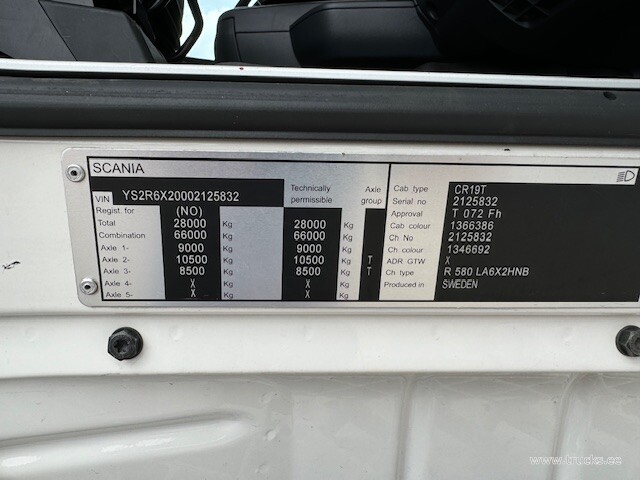 SCANIA
VIN YS2R6X20002125832 Technically permissible Axle group
Regist. for (NO)
Total 28000 Kg 28000 Kg
Combination 66000 Kg 66000 Kg
Axle 1- 9000 Kg 9000 Kg
Axle 2- 10500 Kg 10500 Kg T
Axle 3- 8500 Kg 8500 Kg T
Axle 4- X Kg X Kg
Axle 5- X Kg X Kg
Cab type CR19T
Serial no 2125832
Approval T 072 Fh
Cab colour 1366386
Ch No 2125832
Ch colour 1346692
ADR GTW X
Ch type R 580 LA6X2HNB
Produced in SWEDEN
www.trucks.ee